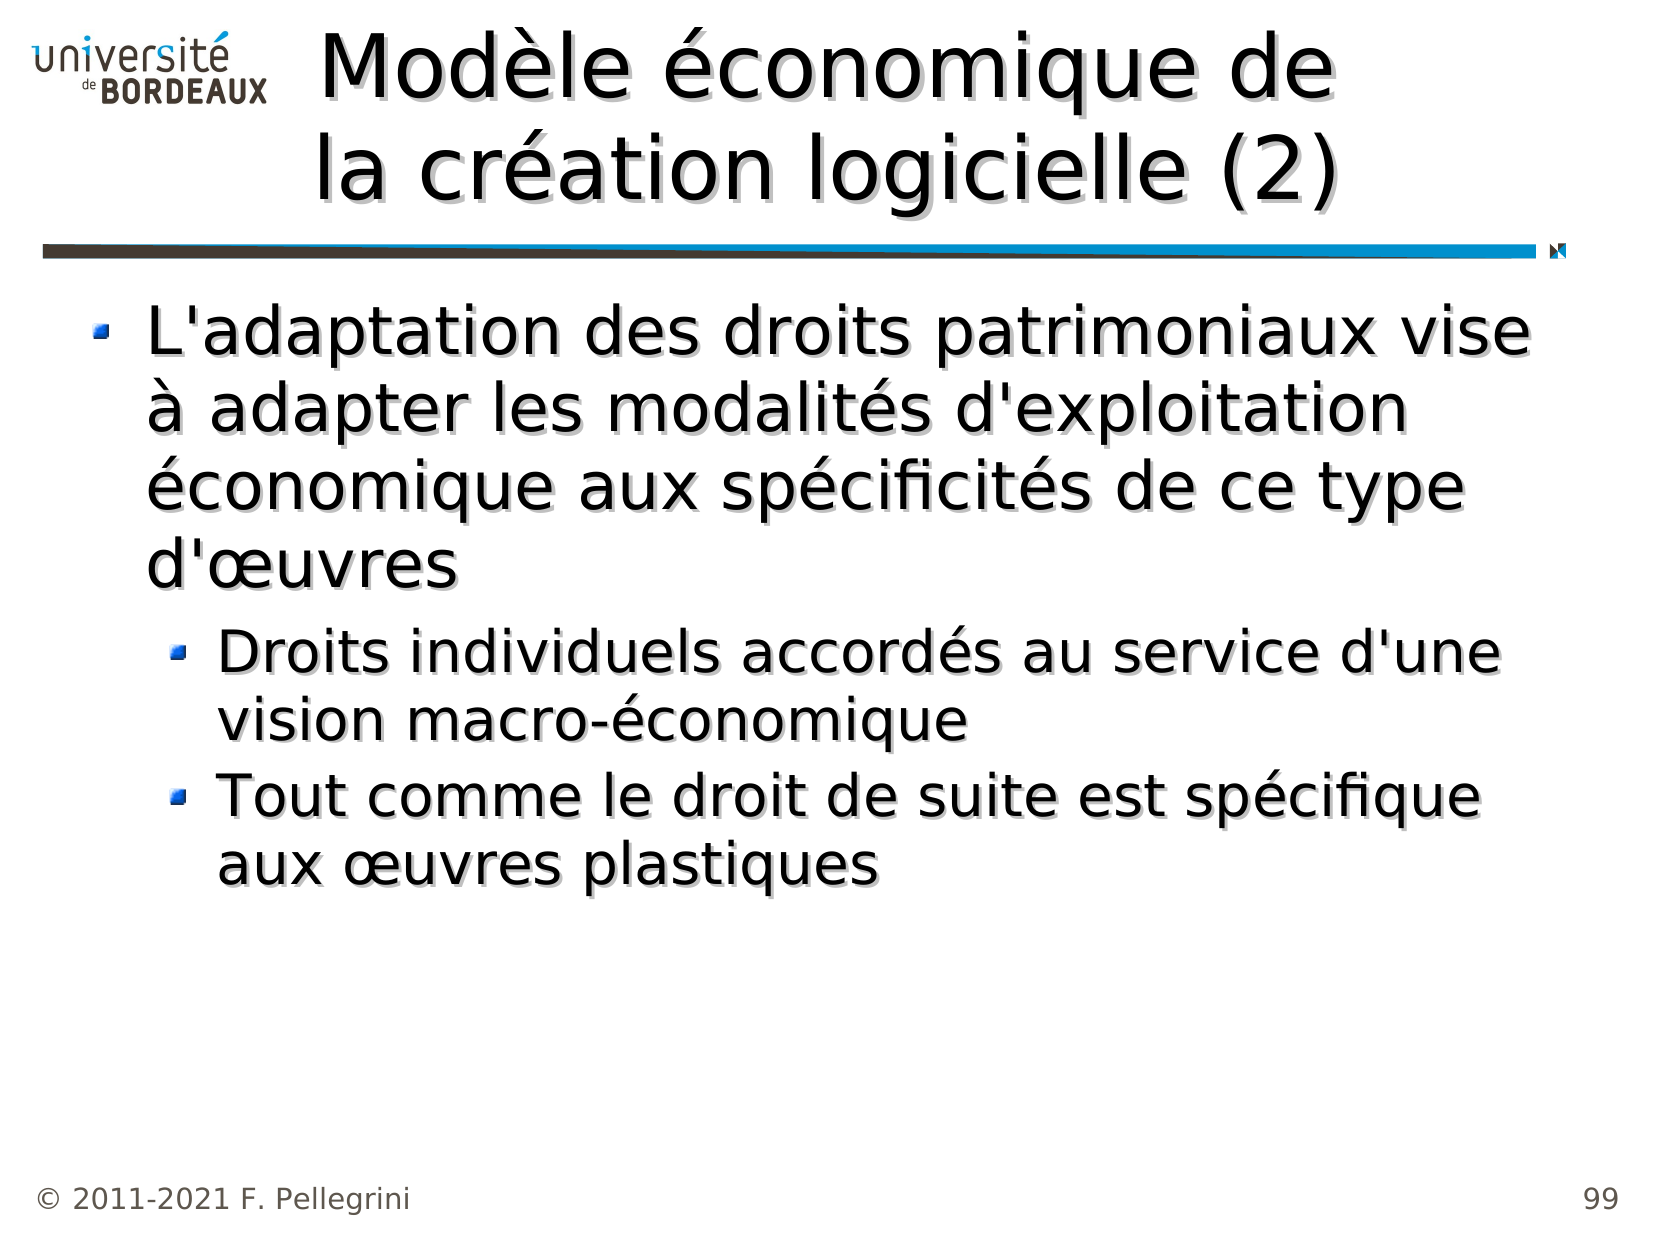 université
de BORDEAUX
Modèle économique de
la création logicielle (2)
L'adaptation des droits patrimoniaux vise
à adapter les modalités d'exploitation
économique aux spécificités de ce type
d'œuvres
Droits individuels accordés au service d'une
vision macro-économique
Tout comme le droit de suite est spécifique
aux œuvres plastiques
© 2011-2021 F. Pellegrini
99